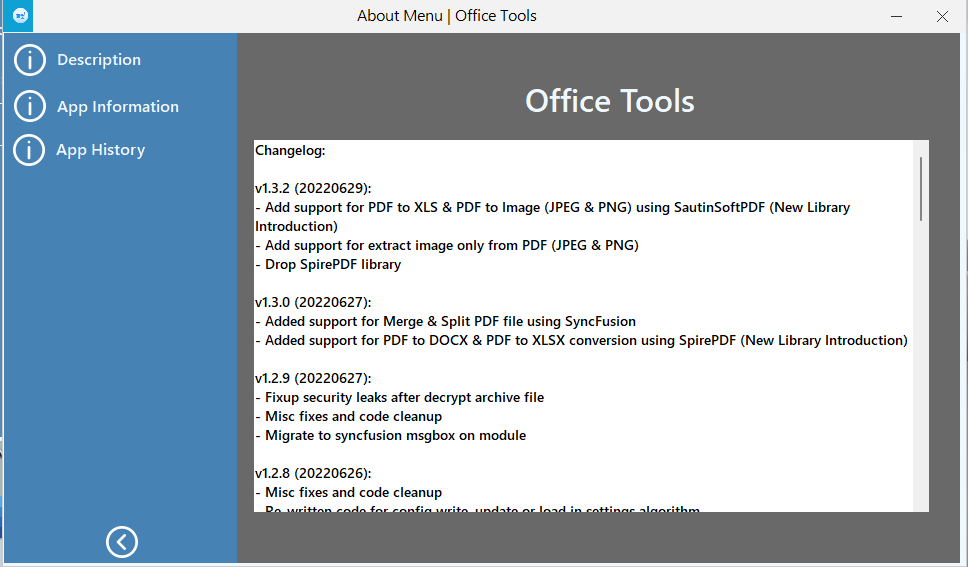 About Menu | Office Tools
Description
App Information
App History
Office Tools
Changelog:
v1.3.2 (20220629):
- Add support for PDF to XLS & PDF to Image (JPEG & PNG) using SautinSoftPDF (New Library
Introduction)
- Add support for extract image only from PDF (JPEG & PNG)
- Drop SpirePDF library
v1.3.0 (20220627):
- Added support for Merge & Split PDF file using SyncFusion
- Added support for PDF to DOCX & PDF to XLSX conversion using SpirePDF (New Library Introduction)
v1.2.9 (20220627):
- Fixup security leaks after decrypt archive file
- Misc fixes and code cleanup
- Migrate to syncfusion msgbox on module
v1.2.8 (20220626):
- Misc fixes and code cleanup
- Re-written code for config write, update or load in settings algorithm